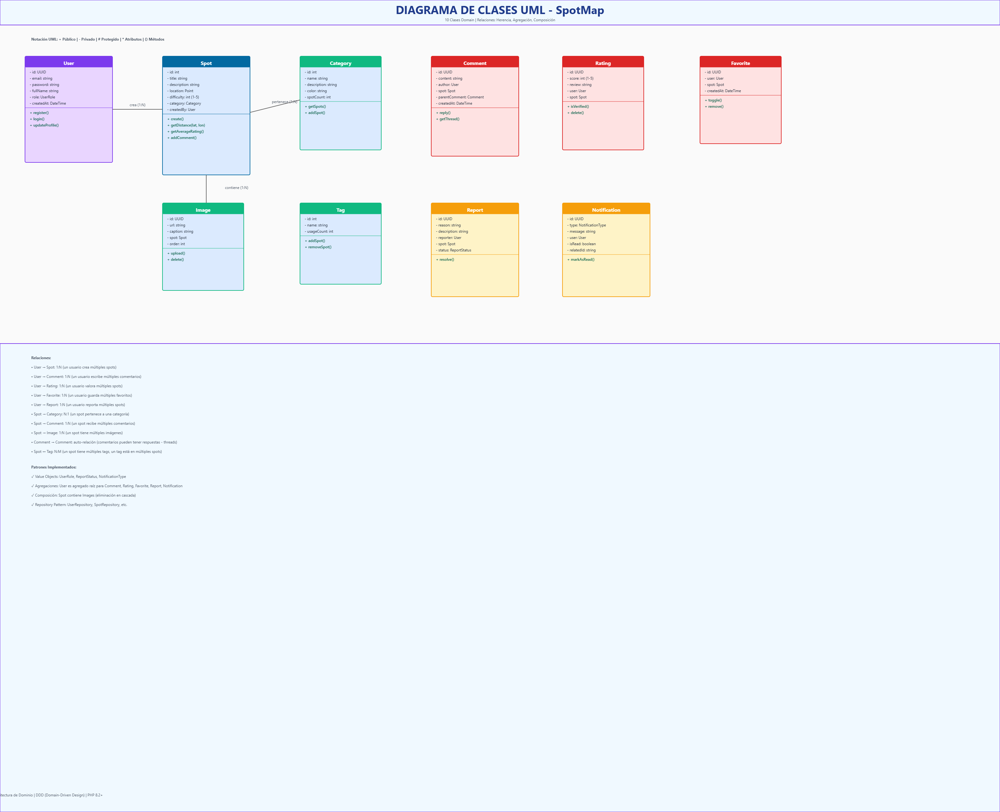 DIAGRAMA DE CLASES UML - SpotMap
10 Clases Domain | Relaciones: Herencia, Agregación, Composición
Notación UML: + Público | - Privado | # Protegido | * Atributos | () Métodos
User
- id: UUID
- email: string
- password: string
- fullName: string
- role: UserRole
- createdAt: DateTime
+ register()
+ login()
+ updateProfile()
crea (1:N)
Spot
- id: int
- title: string
- description: string
- location: Point
- difficulty: int (1-5)
- category: Category
- createdBy: User
+ create()
+ getDistance(lat, lon)
+ getAverageRating()
+ addComment()
pertenece (1:N)
Category
- id: int
- name: string
- description: string
- color: string
- spotCount: int
+ getSpots()
+ addSpot()
Comment
- id: UUID
- content: string
- author: User
- spot: Spot
- parentComment: Comment
- createdAt: DateTime
+ reply()
+ getThread()
Rating
- id: UUID
- score: int (1-5)
- review: string
- user: User
- spot: Spot
+ isVerified()
+ delete()
Favorite
- id: UUID
- user: User
- spot: Spot
- createdAt: DateTime
+ toggle()
+ remove()
contiene (1:N)
Image
- id: UUID
- url: string
- caption: string
- spot: Spot
- order: int
+ upload()
+ delete()
Tag
- id: int
- name: string
- usageCount: int
+ addSpot()
+ removeSpot()
Report
- id: UUID
- reason: string
- description: string
- reporter: User
- spot: Spot
- status: ReportStatus
+ resolve()
Notification
- id: UUID
- type: NotificationType
- message: string
- user: User
- isRead: boolean
- relatedId: string
+ markAsRead()
Relaciones:
• User → Spot: 1:N (un usuario crea múltiples spots)
• User → Comment: 1:N (un usuario escribe múltiples comentarios)
• User → Rating: 1:N (un usuario valora múltiples spots)
• User → Favorite: 1:N (un usuario guarda múltiples favoritos)
• User → Report: 1:N (un usuario reporta múltiples spots)
• Spot → Category: N:1 (un spot pertenece a una categoría)
• Spot → Comment: 1:N (un spot recibe múltiples comentarios)
• Spot → Image: 1:N (un spot tiene múltiples imágenes)
• Comment → Comment: auto-relación (comentarios pueden tener respuestas - threads)
• Spot ↔ Tag: N:M (un spot tiene múltiples tags, un tag está en múltiples spots)
Patrones Implementados:
✓ Value Objects: UserRole, ReportStatus, NotificationType
✓ Agregaciones: User es agregado raíz para Comment, Rating, Favorite, Report, Notification
✓ Composición: Spot contiene Images (eliminación en cascada)
✓ Repository Pattern: UserRepository, SpotRepository, etc.
tectura de Dominio | DDD (Domain-Driven Design) | PHP 8.2+